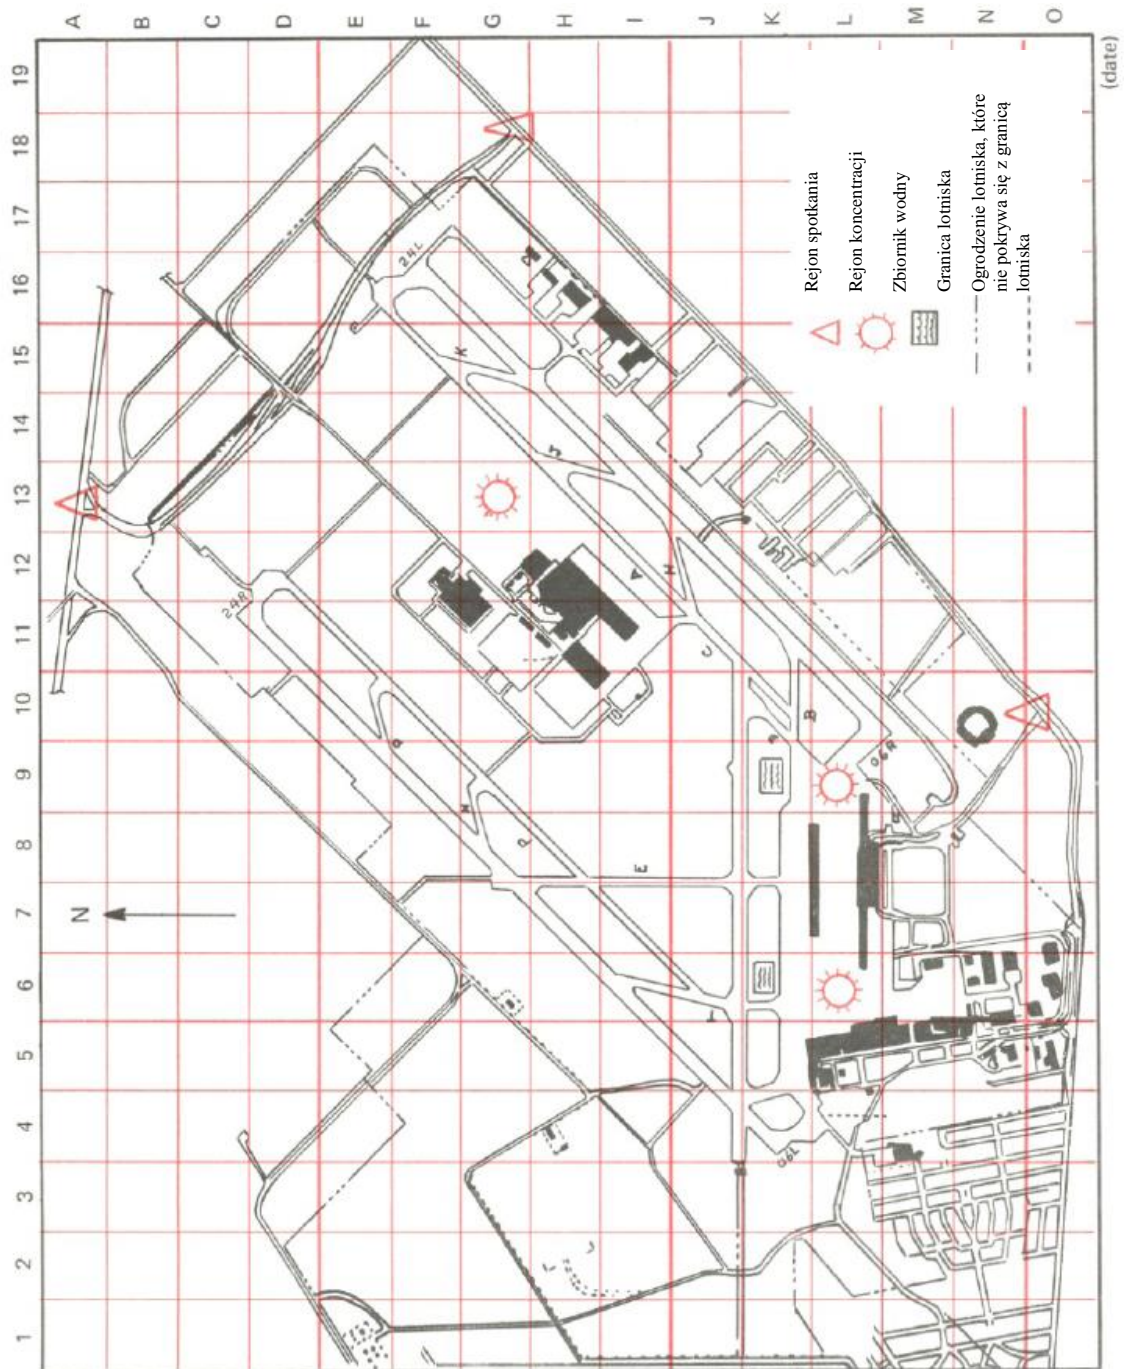 A B C D E F G H I J K L M N O
19
18
17
16
15
14
13
12
11
10
9
8
7
6
5
4
3
2
1
(date)
N
24L
24R
06R
06L
K
J
H
A
C
B
E
Rejon spotkania
Rejon koncentracji
Zbiornik wodny
Granica lotniska
Ogrodzenie lotniska, które
nie pokrywa się z granicą
lotniska